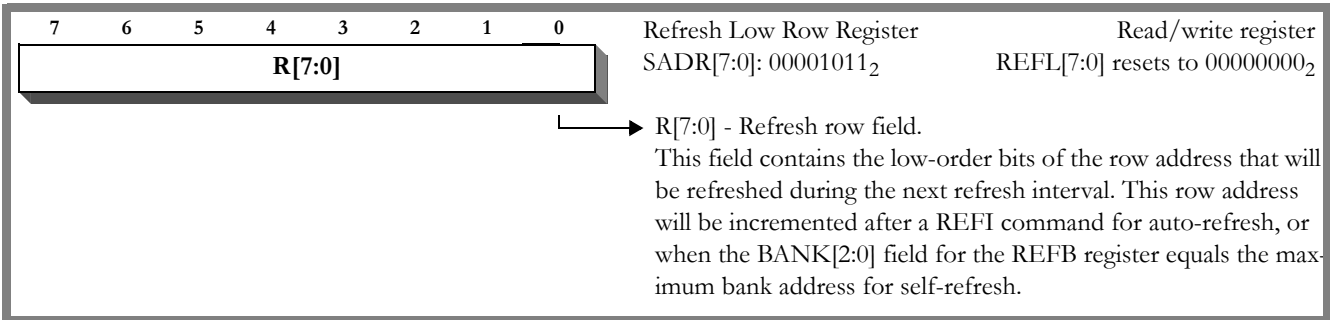 7 6 5 4 3 2 1 0
R[7:0]
Refresh Low Row Register Read/write register
SADR[7:0]: 00001011₂ REFL[7:0] resets to 00000000₂
R[7:0] - Refresh row field.
This field contains the low-order bits of the row address that will
be refreshed during the next refresh interval. This row address
will be incremented after a REFI command for auto-refresh, or
when the BANK[2:0] field for the REFB register equals the max-
imum bank address for self-refresh.